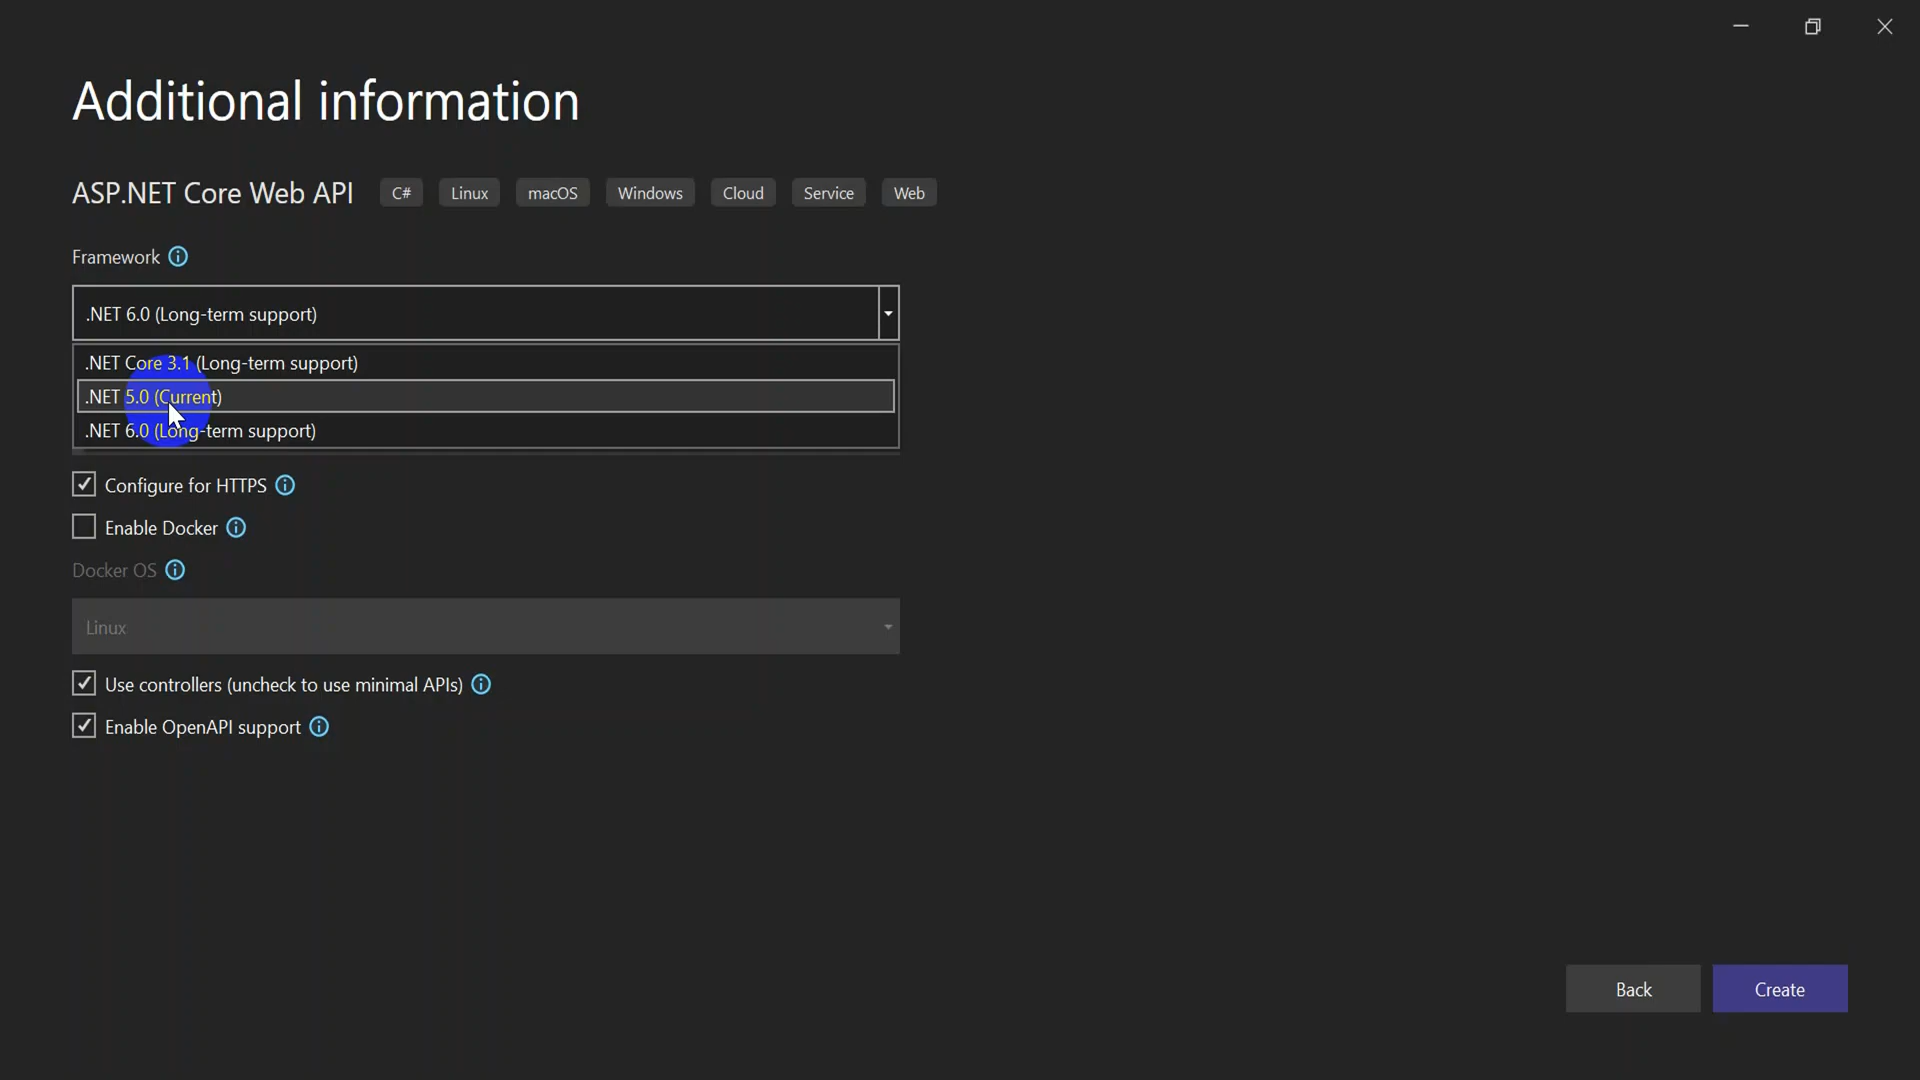 Additional information
ASP.NET Core Web API C# Linux macOS Windows Cloud Service Web
Framework
.NET 6.0 (Long-term support)
.NET Core 3.1 (Long-term support)
.NET 5.0 (Current)
.NET 6.0 (Long-term support)
Configure for HTTPS
Enable Docker
Docker OS
Linux
Use controllers (uncheck to use minimal APIs)
Enable OpenAPI support
Back Create